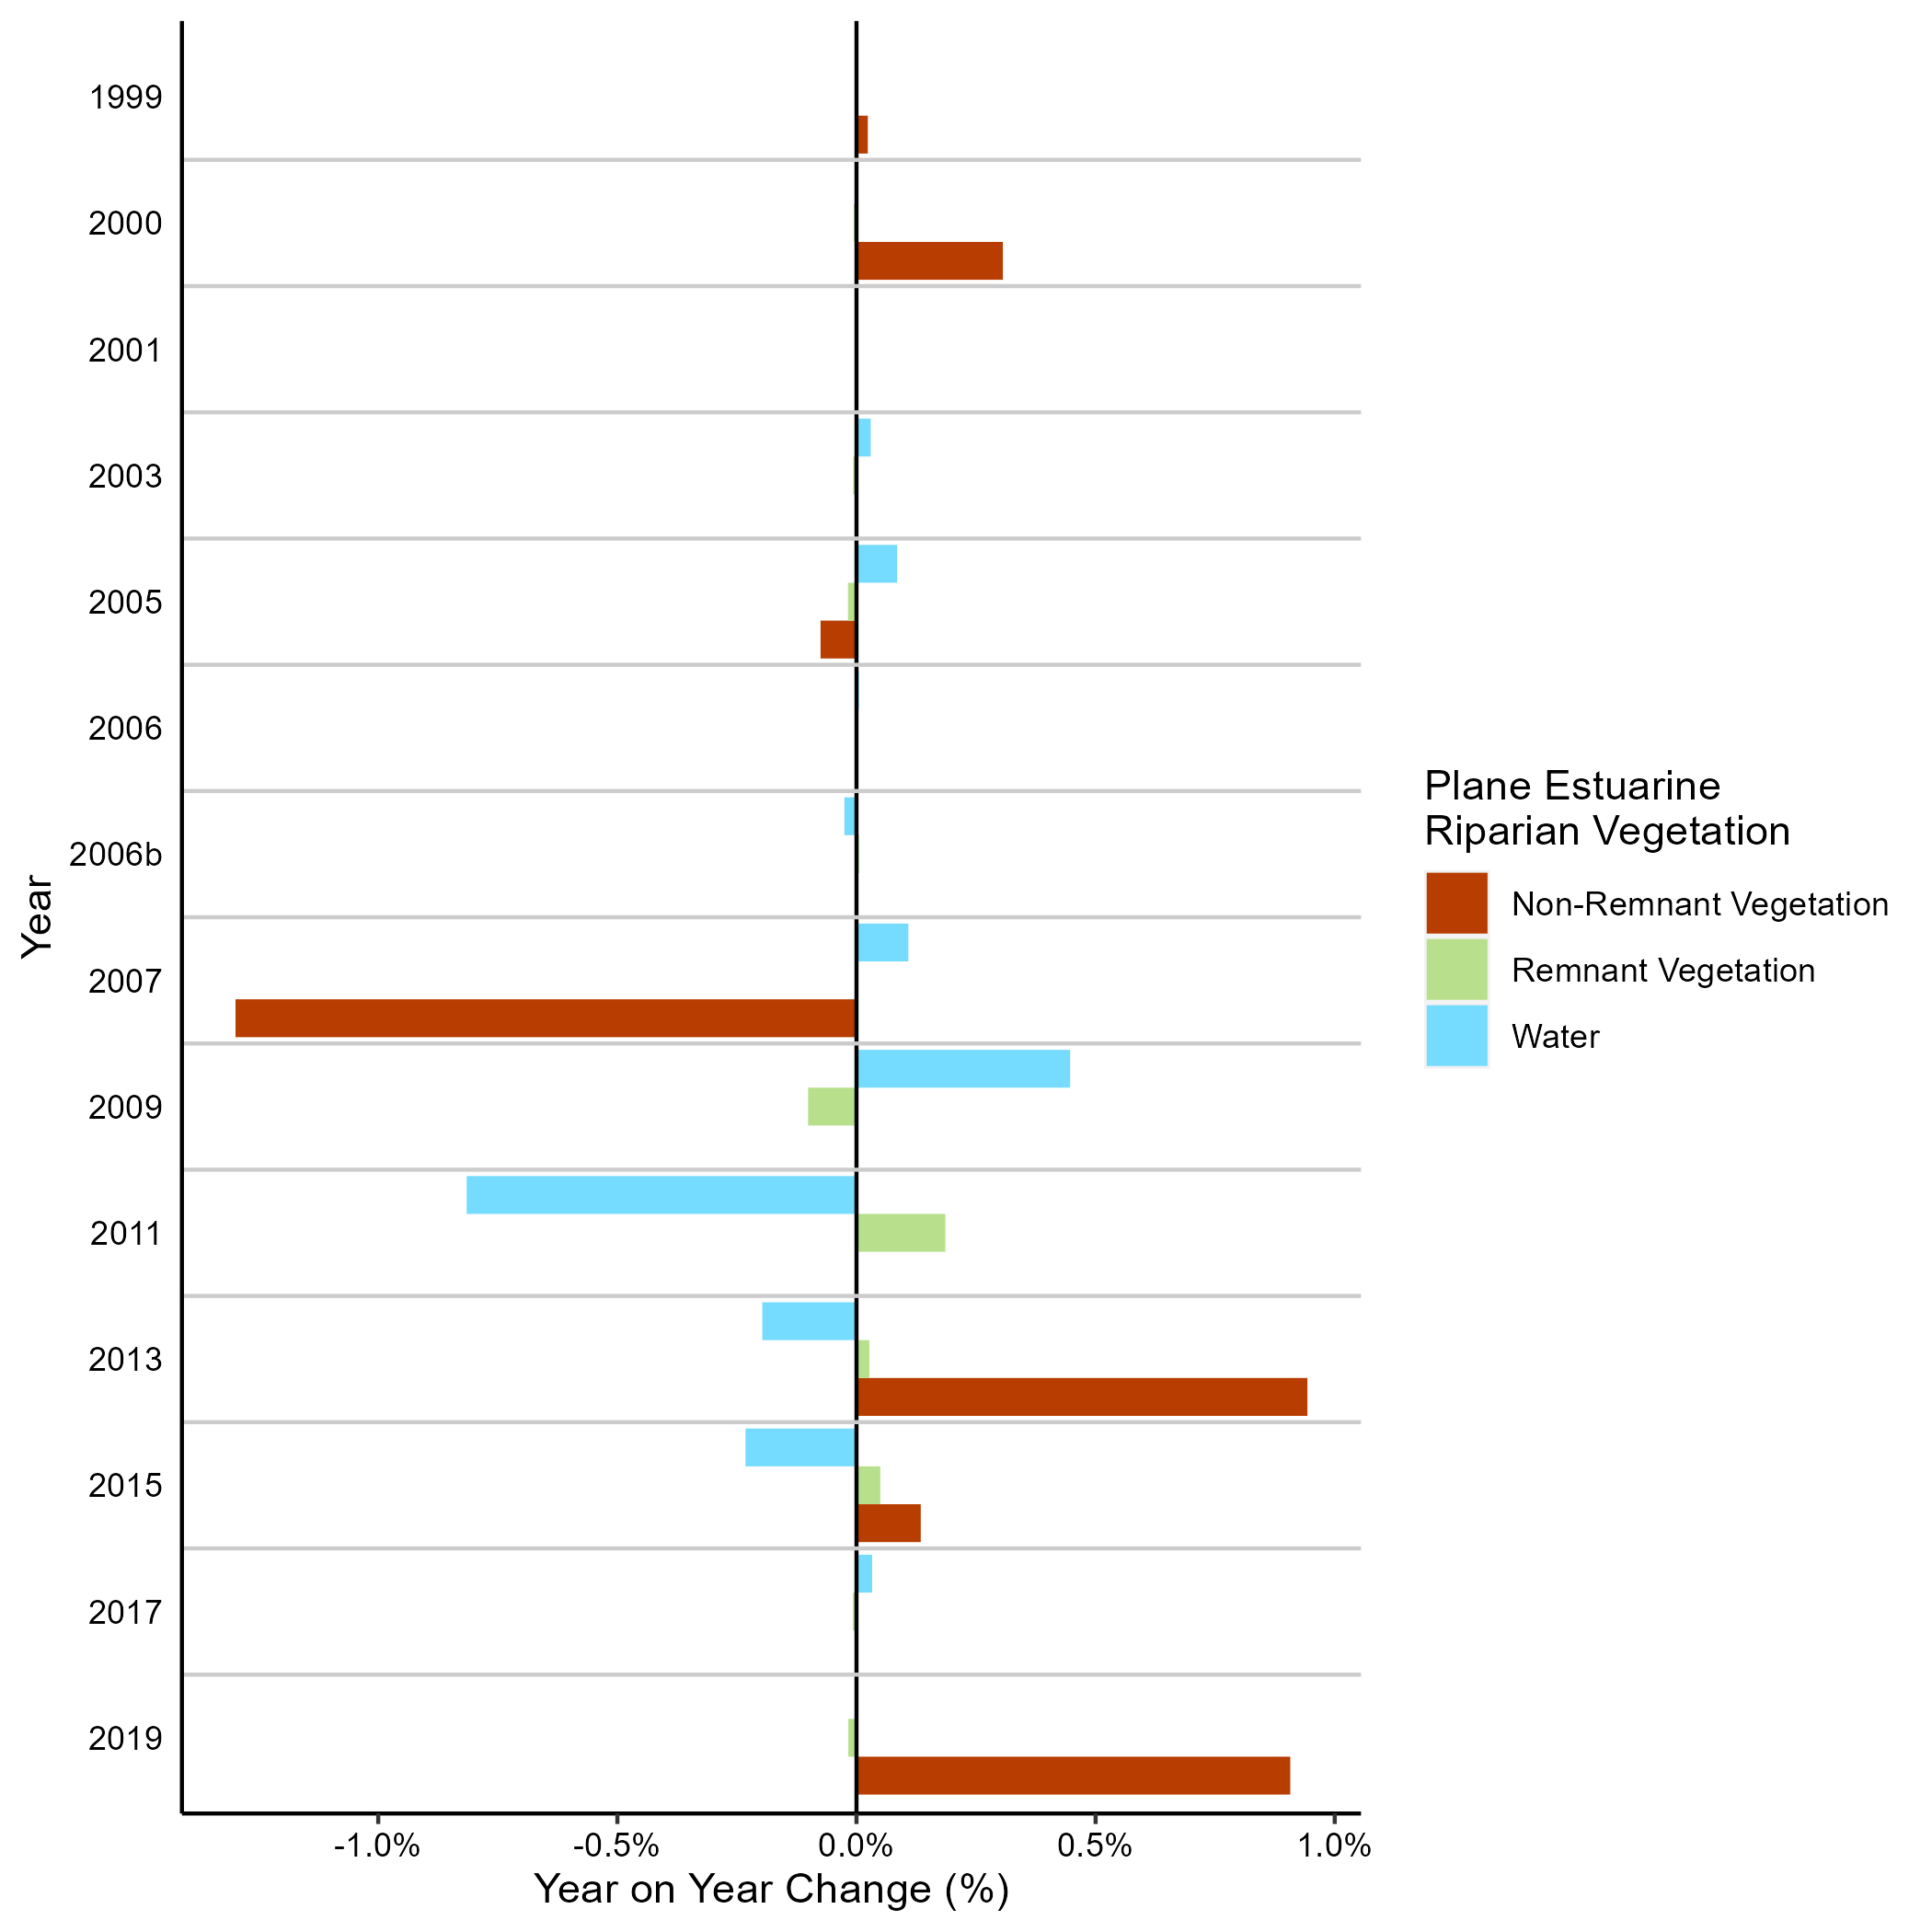 1999
2000
2001
2003
2005
2006
2006b
2007
2009
2011
2013
2015
2017
2019
Year
-1.0%
-0.5%
0.0%
0.5%
1.0%
Year on Year Change (%)
Plane Estuarine
Riparian Vegetation
Non-Remnant Vegetation
Remnant Vegetation
Water